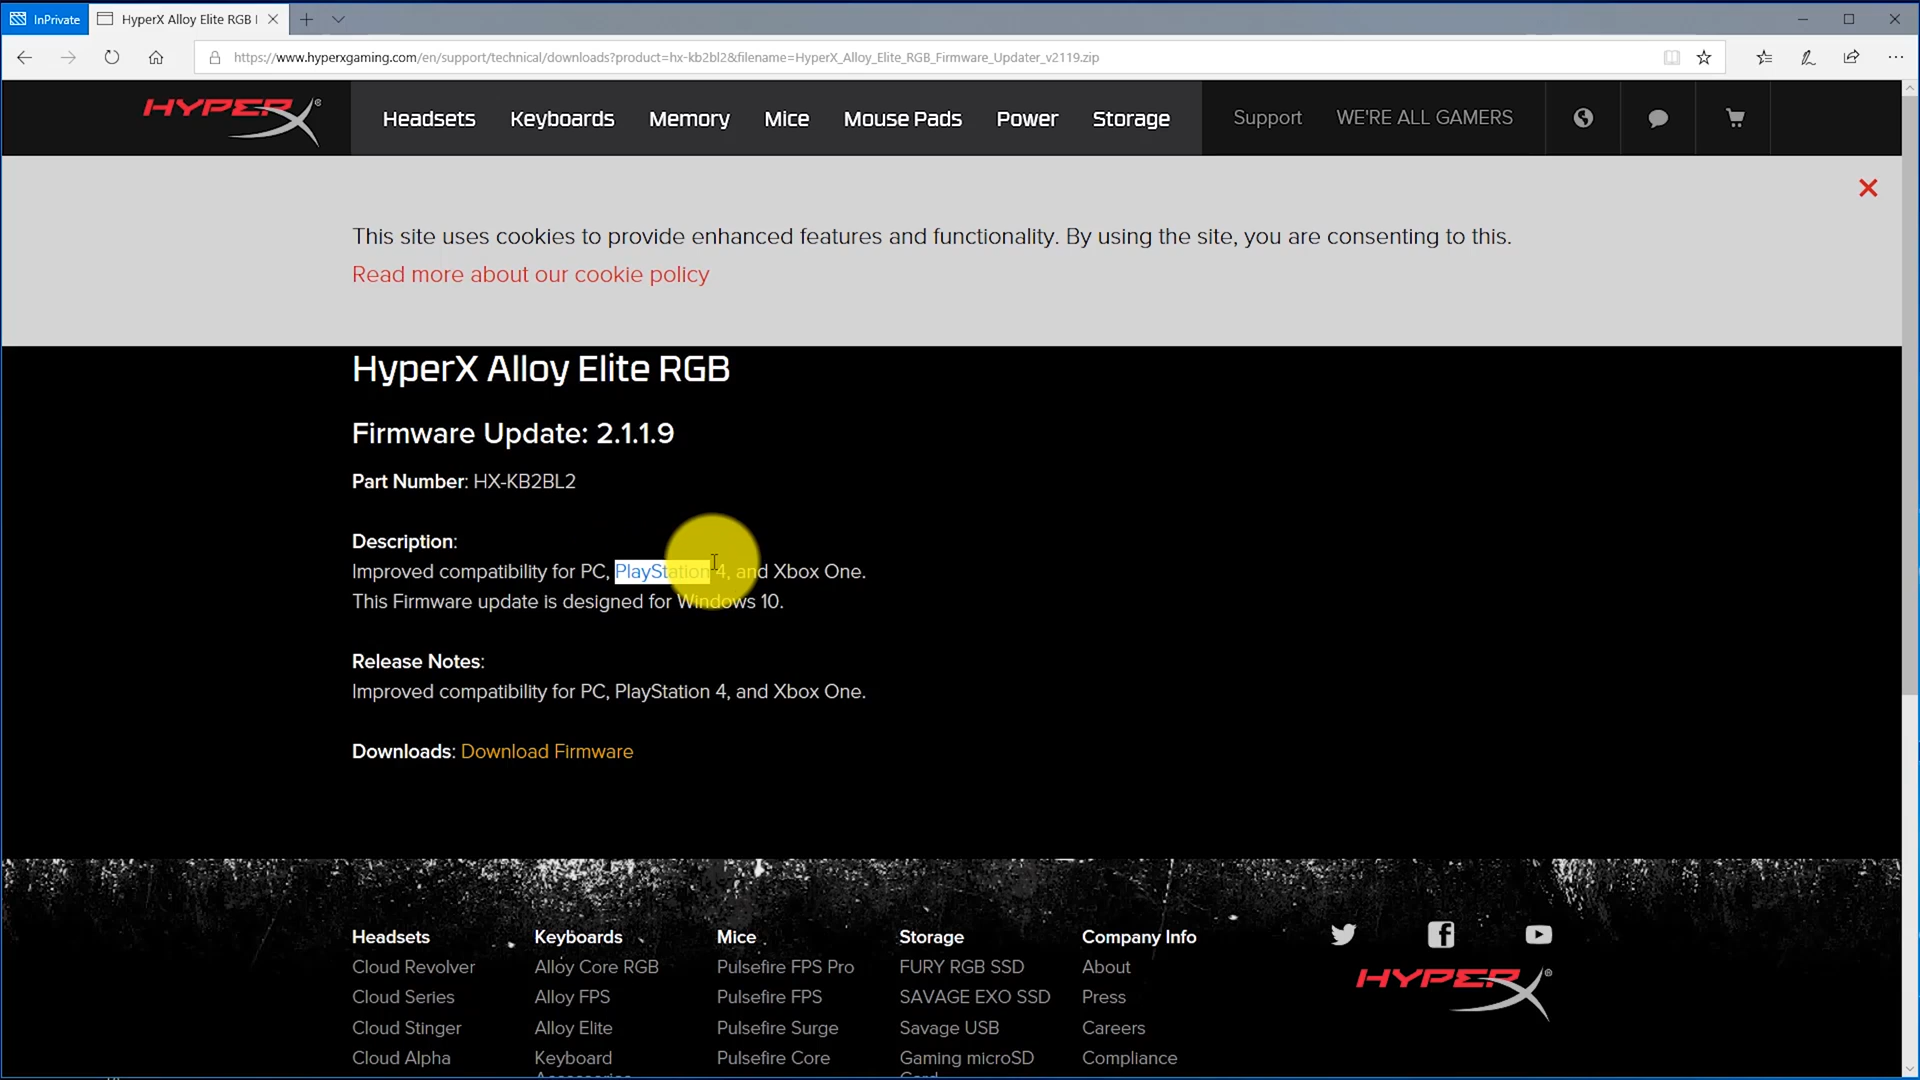 InPrivate
HyperX Alloy Elite RGB
https://www.hyperxgaming.com/en/support/technical/downloads?product=hx-kb2bl2&filename=HyperX_Alloy_Elite_RGB_Firmware_Updater_v2119.zip
HYPERX®
Headsets
Keyboards
Memory
Mice
Mouse Pads
Power
Storage
Support
WE'RE ALL GAMERS
This site uses cookies to provide enhanced features and functionality. By using the site, you are consenting to this.
Read more about our cookie policy
HyperX Alloy Elite RGB
Firmware Update: 2.1.1.9
Part Number: HX-KB2BL2
Description:
Improved compatibility for PC, PlayStation 4, and Xbox One.
This Firmware update is designed for Windows 10.
Release Notes:
Improved compatibility for PC, PlayStation 4, and Xbox One.
Downloads: Download Firmware
Headsets
Cloud Revolver
Cloud Series
Cloud Stinger
Cloud Alpha
Keyboards
Alloy Core RGB
Alloy FPS
Alloy Elite
Keyboard
Mice
Pulsefire FPS Pro
Pulsefire FPS
Pulsefire Surge
Pulsefire Core
Storage
FURY RGB SSD
SAVAGE EXO SSD
Savage USB
Gaming microSD
Company Info
About
Press
Careers
Compliance
HYPERX®